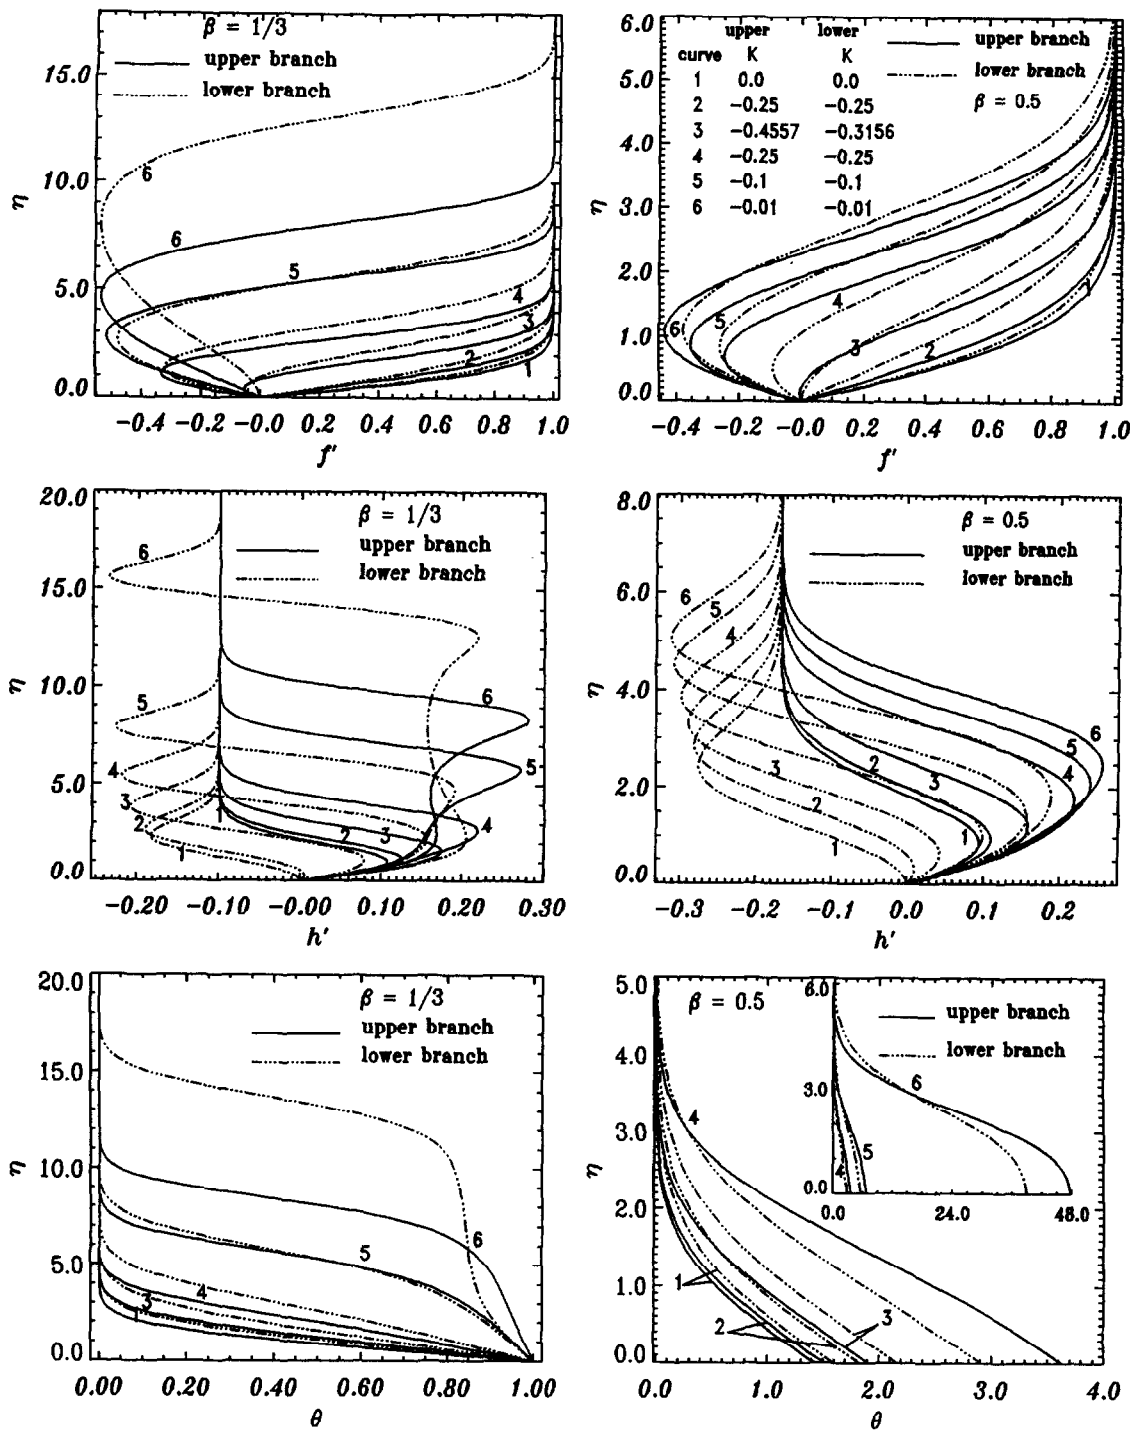 β = 1/3
upper branch
lower branch
15.0
10.0
5.0
0.0
η
6
6
5
4
3
2
1
-0.4 -0.2 -0.0 0.2 0.4 0.6 0.8 1.0
f'
6.0
5.0
4.0
3.0
2.0
1.0
0.0
η
upper lower
curve K K
1 0.0 0.0
2 -0.25 -0.25
3 -0.4557 -0.3156
4 -0.25 -0.25
5 -0.1 -0.1
6 -0.01 -0.01
upper branch
lower branch
β = 0.5
6 5 4 3 2 1
-0.4 -0.2 -0.0 0.2 0.4 0.6 0.8 1.0
f'
20.0
15.0
10.0
5.0
0.0
η
β = 1/3
upper branch
lower branch
6
5
4
3
2
1
1
2
3
4
5
6
-0.20 -0.10 -0.00 0.10 0.20 0.30
h'
8.0
6.0
4.0
2.0
0.0
η
β = 0.5
upper branch
lower branch
6
5
4
3
2
1
2
3
1
6
5
4
-0.3 -0.2 -0.1 0.0 0.1 0.2
h'
20.0
15.0
10.0
5.0
0.0
η
β = 1/3
upper branch
lower branch
6
5
4
3
1
0.00 0.20 0.40 0.60 0.80 1.00
θ
5.0
4.0
3.0
2.0
1.0
0.0
η
β = 0.5
upper branch
lower branch
6.0
3.0
0.0
6
5
4
0.0 24.0 48.0
4
1
2
3
0.0 1.0 2.0 3.0 4.0
θ